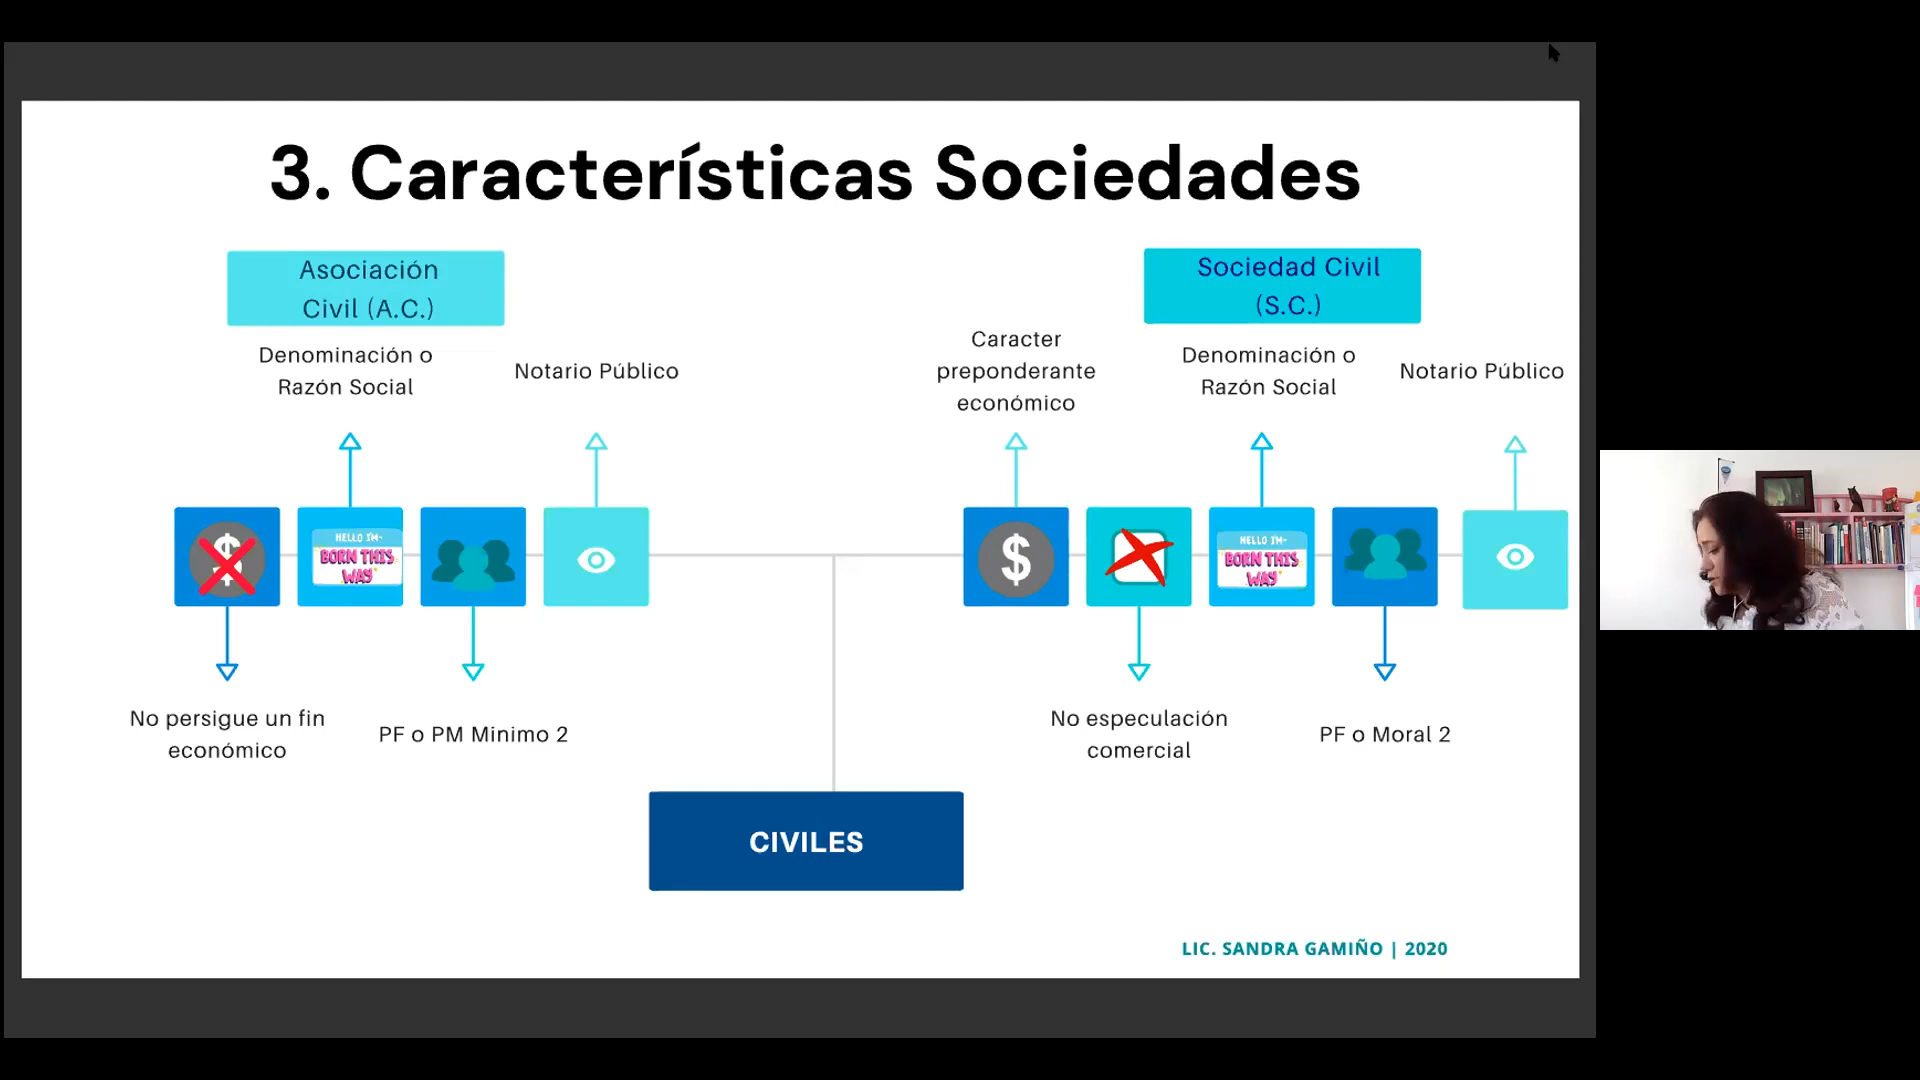 3. Características Sociedades
Asociación
Civil (A.C.)
Sociedad Civil
(S.C.)
Denominación o
Razón Social
Notario Público
Caracter
preponderante
económico
Denominación o
Razón Social
Notario Público
HELLO I'M-
BORN THIS
WAY
HELLO I'M-
BORN THIS
WAY
No persigue un fin
económico
PF o PM Minimo 2
No especulación
comercial
PF o Moral 2
CIVILES
LIC. SANDRA GAMIÑO | 2020